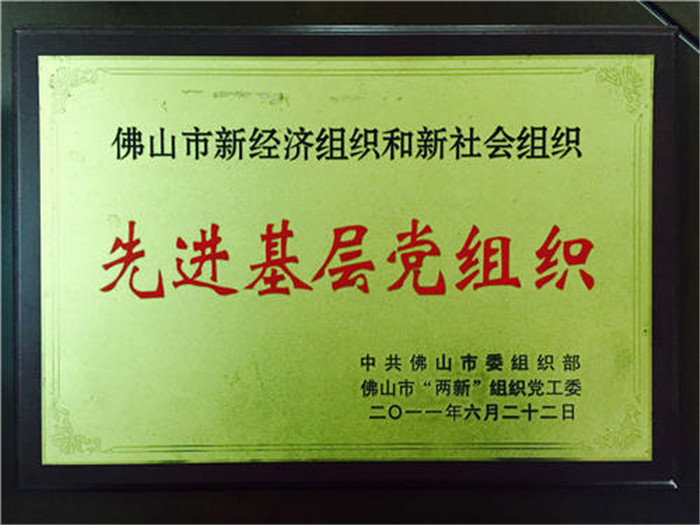 佛山市新经济组织和新社会组织
先进基层党组织
中共佛山市委组织部
佛山市“两新”组织党工委
二〇一一年六月二十二日